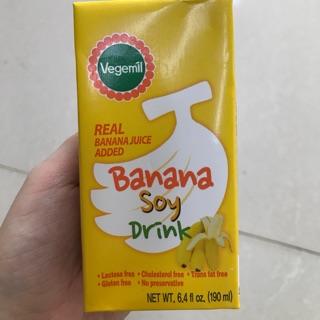 Vegemil
REAL
BANANA JUICE
ADDED
Banana
Soy
Drink
• Lactose free • Cholesterol free • Trans fat free
• Gluten free • No preservative
NET WT. 6.4 fl oz. (190 ml)